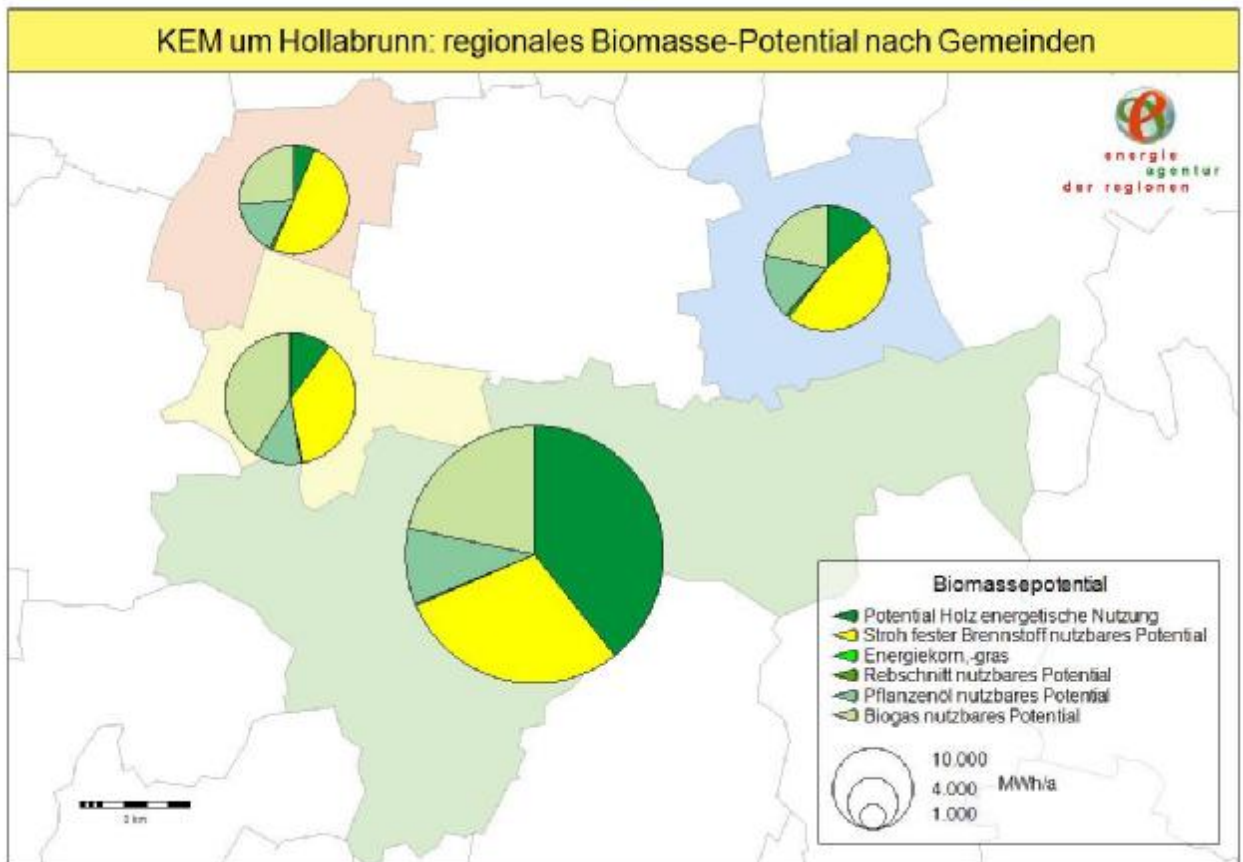 KEM um Hollabrunn: regionales Biomasse-Potential nach Gemeinden
energie
agentur
der regionen
Biomassepotential
Potential Holz energetische Nutzung
Stroh fester Brennstoff nutzbares Potential
Energiekorn,-gras
Rebschnitt nutzbares Potential
Pflanzenöl nutzbares Potential
Biogas nutzbares Potential
10.000
4.000 MWh/a
1.000
km